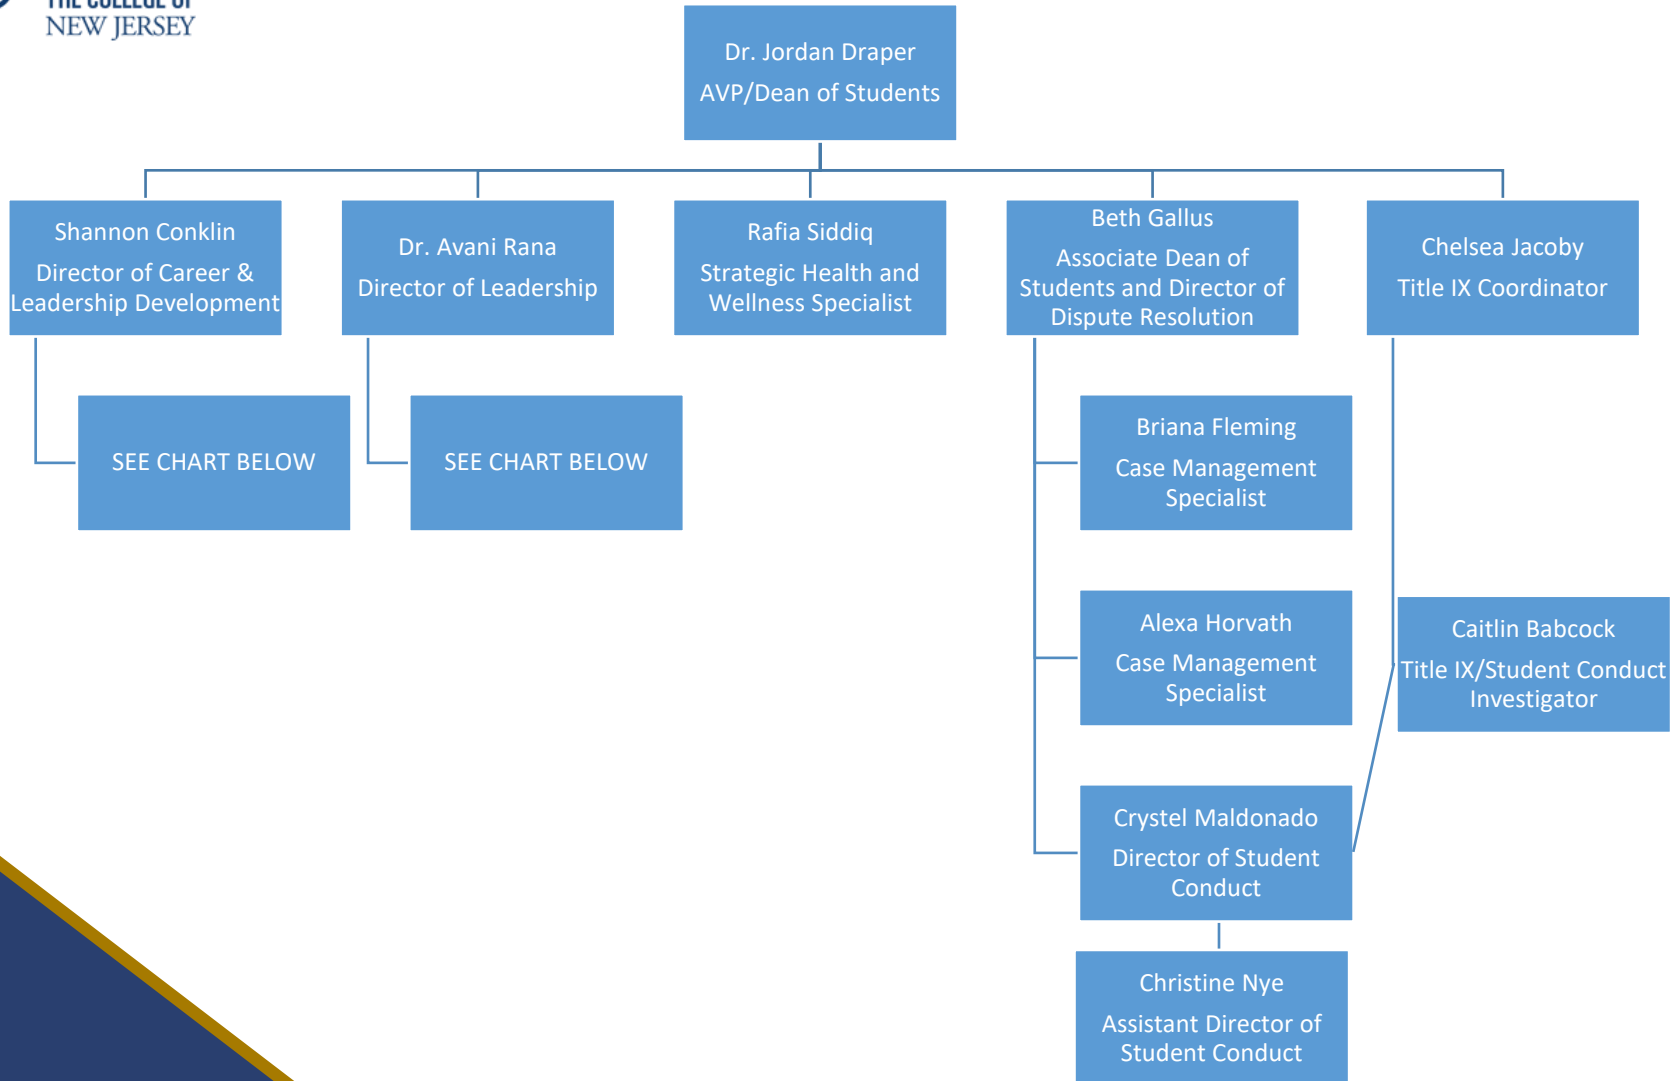 THE COLLEGE OF
NEW JERSEY
Dr. Jordan Draper
AVP/Dean of Students
Shannon Conklin
Director of Career &
Leadership Development
Dr. Avani Rana
Director of Leadership
Rafia Siddiq
Strategic Health and
Wellness Specialist
Beth Gallus
Associate Dean of
Students and Director of
Dispute Resolution
Chelsea Jacoby
Title IX Coordinator
SEE CHART BELOW
SEE CHART BELOW
Briana Fleming
Case Management
Specialist
Alexa Horvath
Case Management
Specialist
Caitlin Babcock
Title IX/Student Conduct
Investigator
Crystel Maldonado
Director of Student
Conduct
Christine Nye
Assistant Director of
Student Conduct